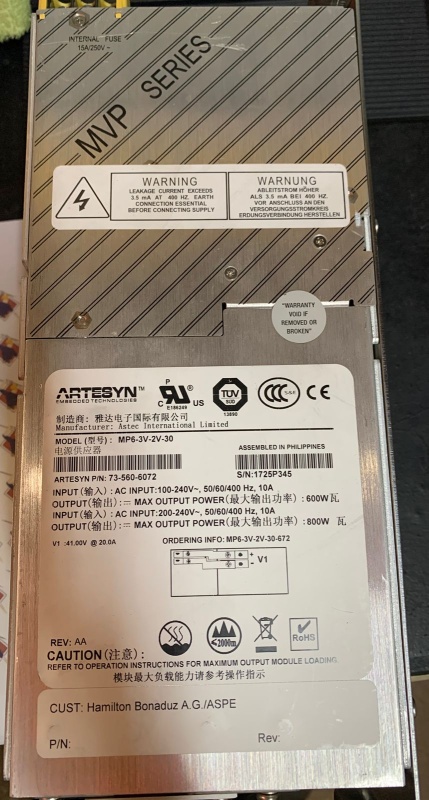 INTERNAL FUSE
15A/250V ~
MVP SERIES
WARNING
LEAKAGE CURRENT EXCEEDS
3.5 mA AT 400 HZ. EARTH
CONNECTION ESSENTIAL
BEFORE CONNECTING SUPPLY
WARNUNG
ABLEITSTROM HÖHER
ALS 3.5 mA BEI 400 HZ.
VOR ANSCHLUSS AN DEN
VERSORGUNGSSTROMKREIS
ERDUNGSVERBINDUNG HERSTELLEN
"WARRANTY
VOID IF
REMOVED OR
BROKEN"
ARTESYN™
EMBEDDED TECHNOLOGIES
C US
E186249
TÜV
SÜD
13890
CCC
S&E
CE
制造商: 雅达电子国际有限公司
Manufacturer: Astec International Limited
MODEL (型号): MP6-3V-2V-30
电源供应器
ASSEMBLED IN PHILIPPINES
ARTESYN P/N: 73-560-6072
S/N:1725P345
INPUT (输入) : AC INPUT:100-240V~, 50/60/400 Hz, 10A
OUTPUT(输出):⎓ MAX OUTPUT POWER(最大输出功率) : 600W 瓦
INPUT (输入) : AC INPUT:200-240V~, 50/60/400 Hz, 10A
OUTPUT(输出):⎓ MAX OUTPUT POWER(最大输出功率) : 800W 瓦
V1 :41.00V @ 20.0A
ORDERING INFO: MP6-3V-2V-30-672
+
- V1
≤2000m
RoHS
REV: AA
CAUTION (注意) :
REFER TO OPERATION INSTRUCTIONS FOR MAXIMUM OUTPUT MODULE LOADING.
模块最大负载能力请参考操作指示
CUST: Hamilton Bonaduz A.G./ASPE
P/N:
Rev: